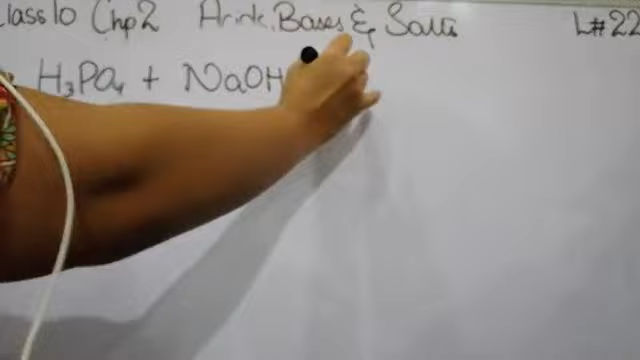 Class 10 Chp 2 Acids, Bases & Salts L#22
H₃PO₄ + NaOH